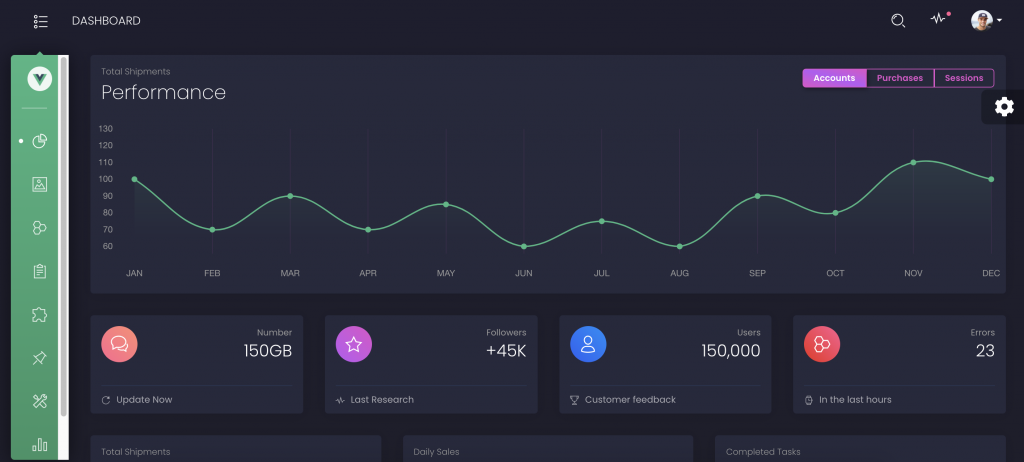 DASHBOARD
Total Shipments
Performance
Accounts Purchases Sessions
130
120
110
100
90
80
70
60
JAN FEB MAR APR MAY JUN JUL AUG SEP OCT NOV DEC
Number
150GB
Update Now
Followers
+45K
Last Research
Users
150,000
Customer feedback
Errors
23
In the last hours
Total Shipments
Daily Sales
Completed Tasks